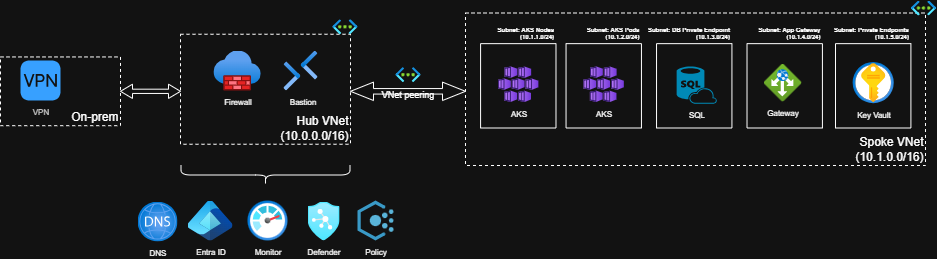 VPN
VPN
On-prem
Firewall
Bastion
Hub VNet
(10.0.0.0/16)
VNet peering
Subnet: AKS Nodes
(10.1.1.0/24)
AKS
Subnet: AKS Pods
(10.1.2.0/24)
AKS
Subnet: DB Private Endpoint
(10.1.3.0/24)
SQL
SQL
Subnet: App Gateway
(10.1.4.0/24)
Gateway
Subnet: Private Endpoints
(10.1.5.0/24)
Key Vault
Spoke VNet
(10.1.0.0/16)
DNS
DNS
Entra ID
Monitor
Defender
Policy